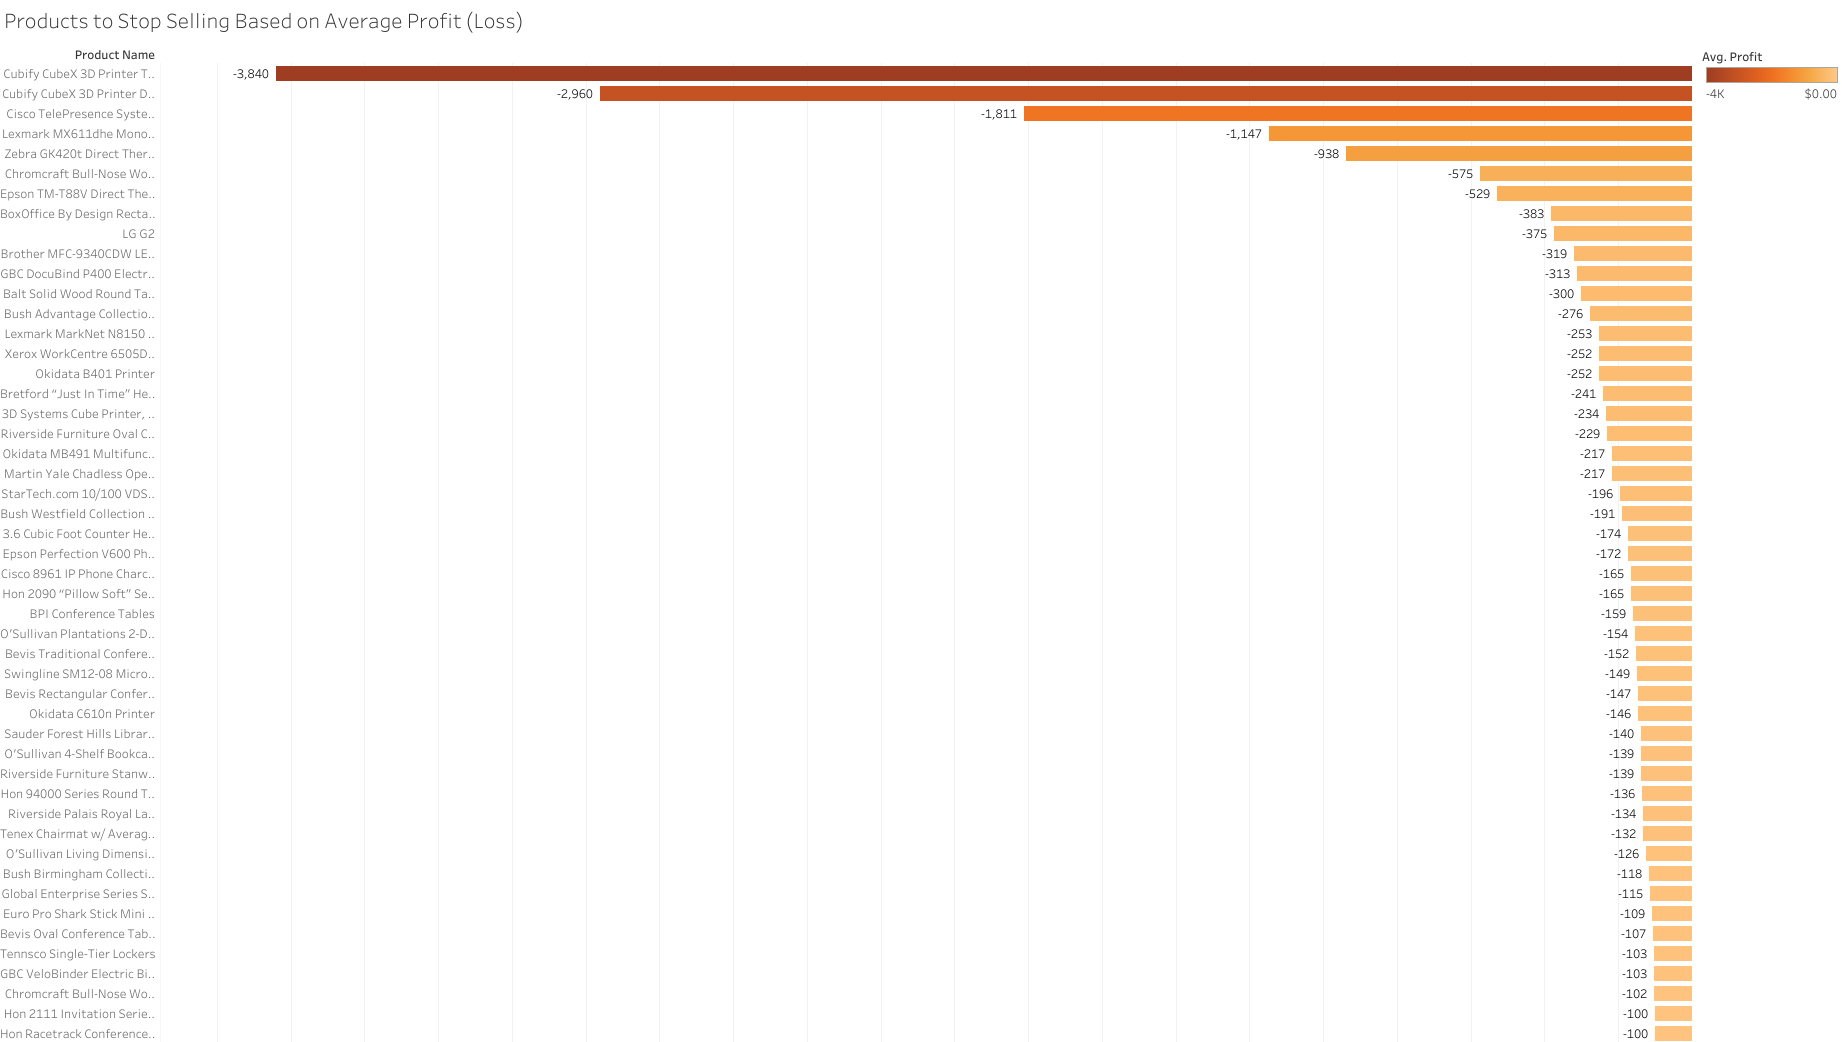 Products to Stop Selling Based on Average Profit (Loss)
Product Name
Avg. Profit
-4K $0.00
Cubify CubeX 3D Printer T.. -3,840
Cubify CubeX 3D Printer D.. -2,960
Cisco TelePresence Syste.. -1,811
Lexmark MX611dhe Mono.. -1,147
Zebra GK420t Direct Ther.. -938
Chromcraft Bull-Nose Wo.. -575
Epson TM-T88V Direct The.. -529
BoxOffice By Design Recta.. -383
LG G2 -375
Brother MFC-9340CDW LE.. -319
GBC DocuBind P400 Electr.. -313
Balt Solid Wood Round Ta.. -300
Bush Advantage Collectio.. -276
Lexmark MarkNet N8150 .. -253
Xerox WorkCentre 6505D.. -252
Okidata B401 Printer -252
Bretford “Just In Time” He.. -241
3D Systems Cube Printer, .. -234
Riverside Furniture Oval C.. -229
Okidata MB491 Multifunc.. -217
Martin Yale Chadless Ope.. -217
StarTech.com 10/100 VDS.. -196
Bush Westfield Collection .. -191
3.6 Cubic Foot Counter He.. -174
Epson Perfection V600 Ph.. -172
Cisco 8961 IP Phone Charc.. -165
Hon 2090 “Pillow Soft” Se.. -165
BPI Conference Tables -159
O'Sullivan Plantations 2-D.. -154
Bevis Traditional Confere.. -152
Swingline SM12-08 Micro.. -149
Bevis Rectangular Confer.. -147
Okidata C610n Printer -146
Sauder Forest Hills Librar.. -140
O'Sullivan 4-Shelf Bookca.. -139
Riverside Furniture Stanw.. -139
Hon 94000 Series Round T.. -136
Riverside Palais Royal La.. -134
Tenex Chairmat w/ Averag.. -132
O'Sullivan Living Dimensi.. -126
Bush Birmingham Collecti.. -118
Global Enterprise Series S.. -115
Euro Pro Shark Stick Mini .. -109
Bevis Oval Conference Tab.. -107
Tennsco Single-Tier Lockers -103
GBC VeloBinder Electric Bi.. -103
Chromcraft Bull-Nose Wo.. -102
Hon 2111 Invitation Serie.. -100
Hon Racetrack Conference.. -100